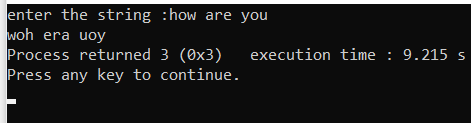 enter the string :how are you
woh era uoy
Process returned 3 (0x3)   execution time : 9.215 s
Press any key to continue.